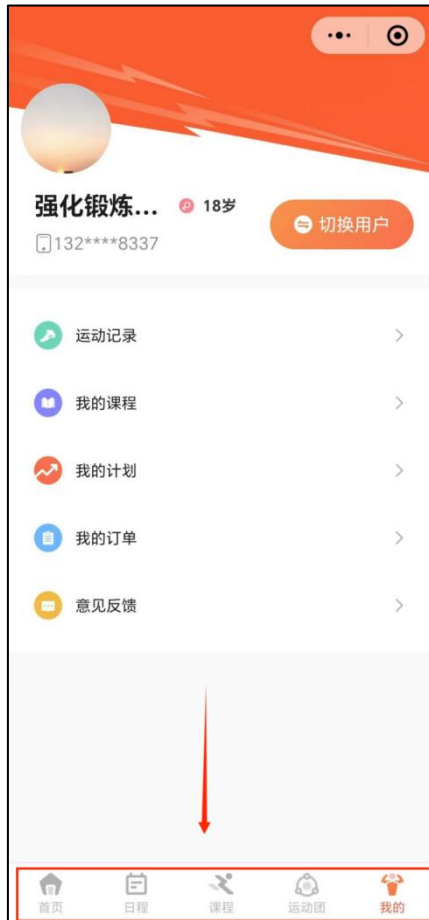 强化锻炼... 18岁
132****8337
切换用户
运动记录
我的课程
我的计划
我的订单
意见反馈
首页 日程 课程 运动团 我的